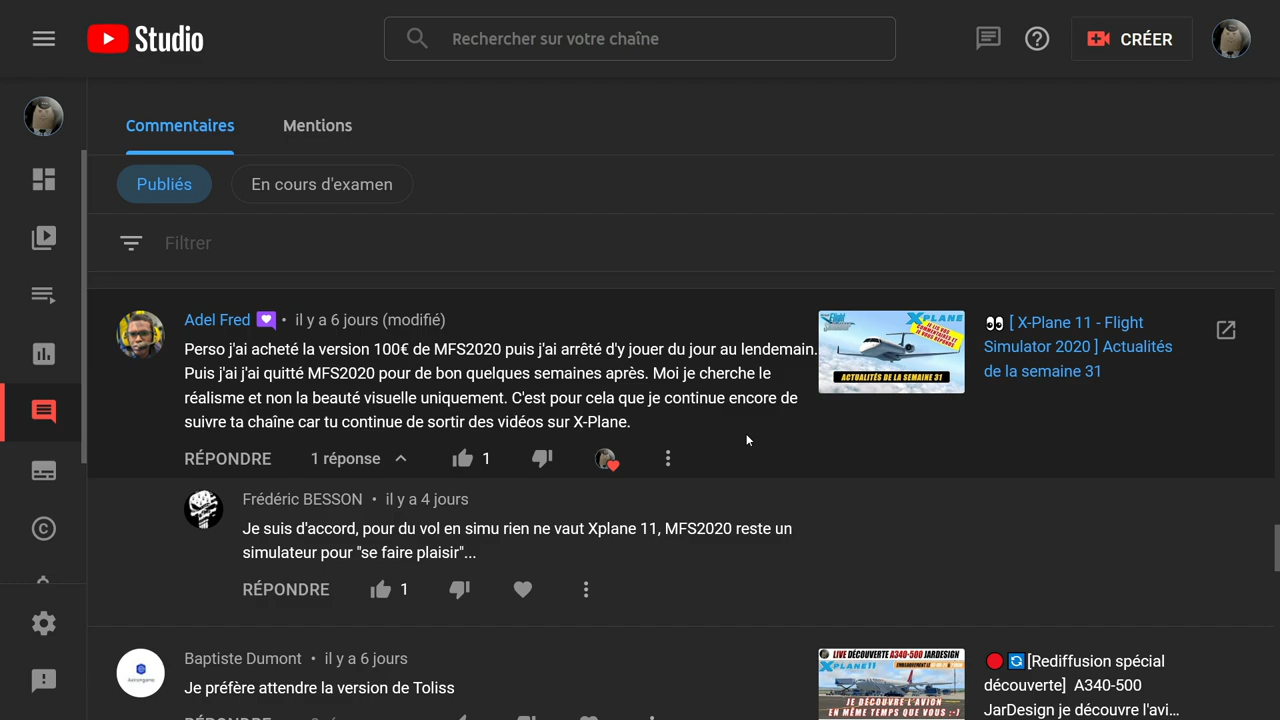 Studio
Rechercher sur votre chaîne
CRÉER
Commentaires
Mentions
Publiés
En cours d'examen
Filtrer
Adel Fred • il y a 6 jours (modifié)
Perso j'ai acheté la version 100€ de MFS2020 puis j'ai arrêté d'y jouer du jour au lendemain.
Puis j'ai j'ai quitté MFS2020 pour de bon quelques semaines après. Moi je cherche le
réalisme et non la beauté visuelle uniquement. C'est pour cela que je continue encore de
suivre ta chaîne car tu continue de sortir des vidéos sur X-Plane.
RÉPONDRE
1 réponse
1
X-PLANE
ACTUALITÉS DE LA SEMAINE 31
👀 [ X-Plane 11 - Flight
Simulator 2020 ] Actualités
de la semaine 31
Frédéric BESSON • il y a 4 jours
Je suis d'accord, pour du vol en simu rien ne vaut Xplane 11, MFS2020 reste un
simulateur pour "se faire plaisir"...
RÉPONDRE
1
Baptiste Dumont • il y a 6 jours
Je préfère attendre la version de Toliss
RÉPONDRE
LIVE DÉCOUVERTE A340-500 JARDESIGN
XPLANE11
JE DÉCOUVRE L'AVION
EN MÊME TEMPS QUE VOUS :-)
🔴🔄[Rediffusion spécial
découverte] A340-500
JarDesign je découvre l'avi...